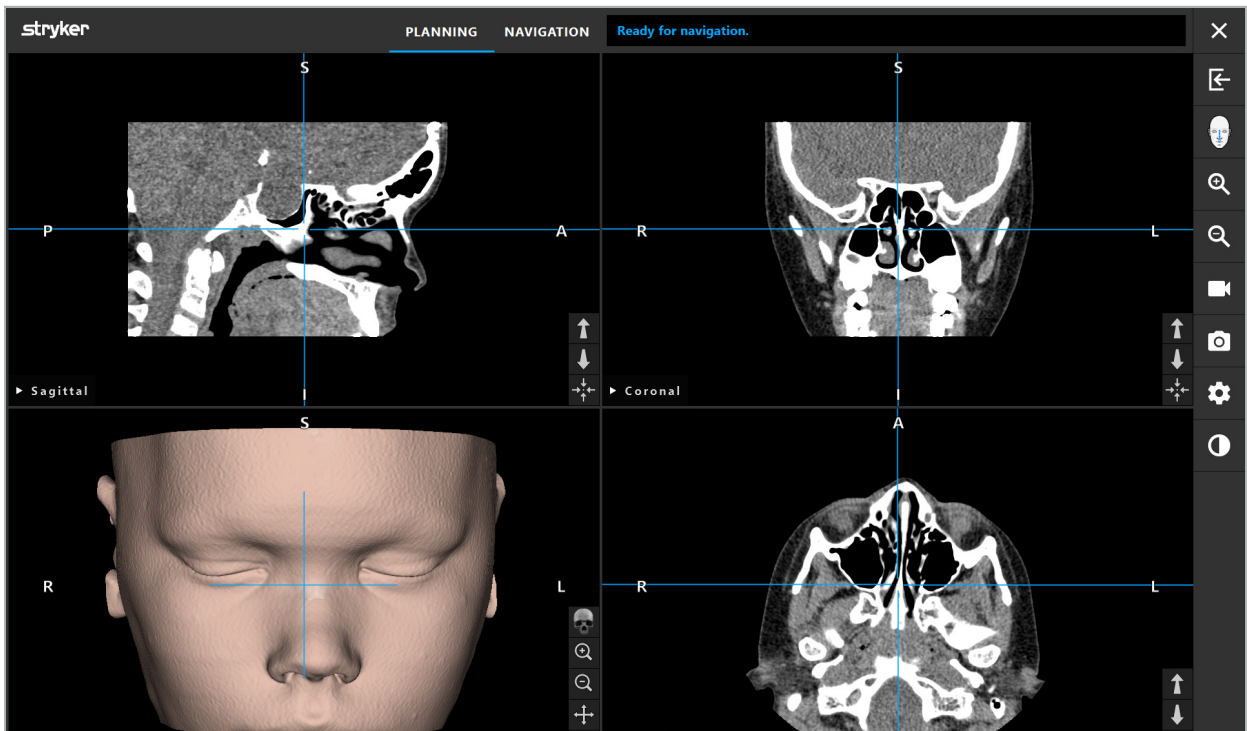 stryker
PLANNING NAVIGATION Ready for navigation.
S
P A
I
Sagittal
S
R L
I
Coronal
S
R L
A
R L